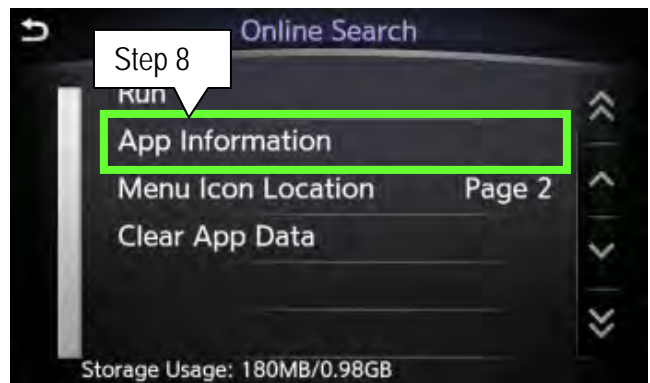 Online Search
Step 8
Run
App Information
Menu Icon Location Page 2
Clear App Data
Storage Usage: 180MB/0.98GB